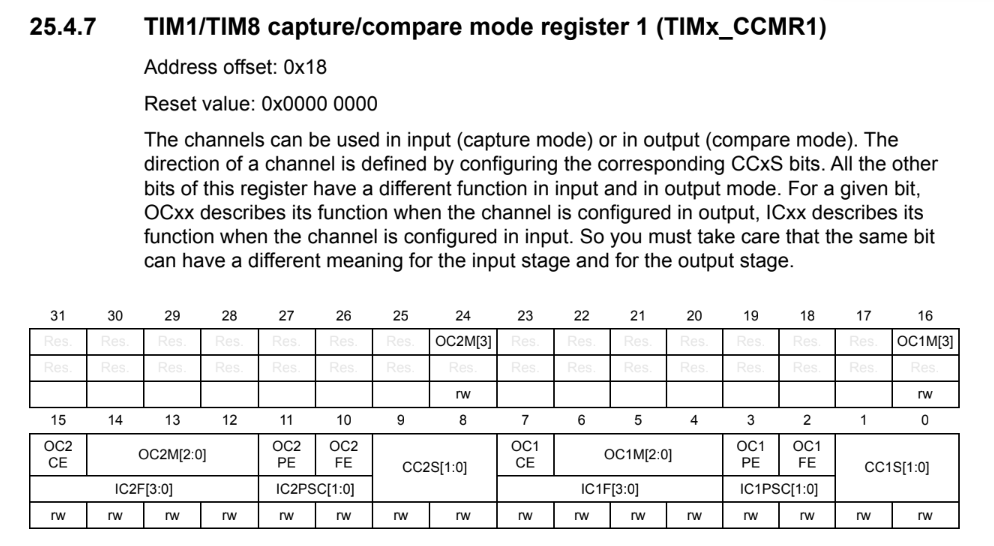 25.4.7 TIM1/TIM8 capture/compare mode register 1 (TIMx_CCMR1)
Address offset: 0x18
Reset value: 0x0000 0000
The channels can be used in input (capture mode) or in output (compare mode). The
direction of a channel is defined by configuring the corresponding CCxS bits. All the other
bits of this register have a different function in input and in output mode. For a given bit,
OCxx describes its function when the channel is configured in output, ICxx describes its
function when the channel is configured in input. So you must take care that the same bit
can have a different meaning for the input stage and for the output stage.
31 30 29 28 27 26 25 24 23 22 21 20 19 18 17 16
Res. Res. Res. Res. Res. Res. Res. OC2M[3] Res. Res. Res. Res. Res. Res. Res. OC1M[3]
Res. Res. Res. Res. Res. Res. Res. Res. Res. Res. Res. Res. Res. Res. Res. Res.
rw rw
15 14 13 12 11 10 9 8 7 6 5 4 3 2 1 0
OC2 CE OC2M[2:0] OC2 PE OC2 FE CC2S[1:0] OC1 CE OC1M[2:0] OC1 PE OC1 FE CC1S[1:0]
IC2F[3:0] IC2PSC[1:0] IC1F[3:0] IC1PSC[1:0]
rw rw rw rw rw rw rw rw rw rw rw rw rw rw rw rw